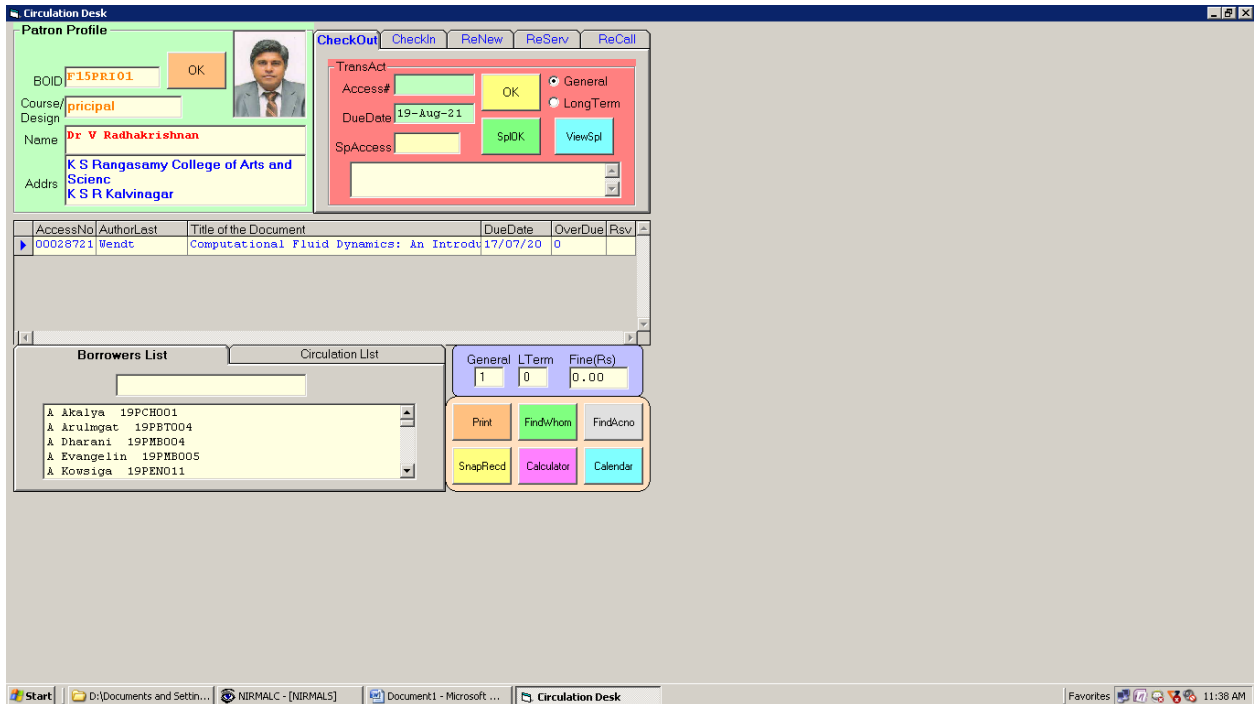 Circulation Desk
Patron Profile
BOID F15PRI01 OK
Course/
Design pricipal
Name Dr V Radhakrishnan
Addrs K S Rangasamy College of Arts and
Scienc
K S R Kalvinagar
CheckOut CheckIn ReNew ReServ ReCall
TransAct
Access# OK General
LongTerm
DueDate 19-Aug-21
SpAccess SplOK ViewSpl
AccessNo AuthorLast Title of the Document DueDate OverDue Rsv
00028721 Wendt Computational Fluid Dynamics: An Introdu 17/07/20 0
Borrowers List Circulation LIst
A Akalya 19PCH001
A Arulmgat 19PBT004
A Dharani 19PMB004
A Evangelin 19PMB005
A Kowsiga 19PEN011
General LTerm Fine(Rs)
1 0 0.00
Print FindWhom FindAcno
SnapRecd Calculator Calendar
Start D:\Documents and Settin... NIRMALC - [NIRMALS] Document1 - Microsoft ... Circulation Desk Favorites 11:38 AM